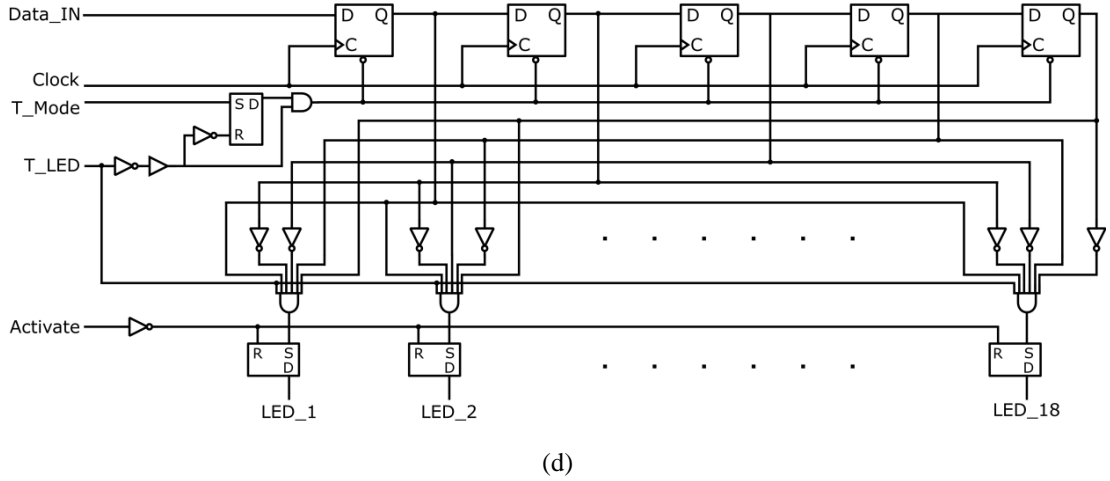 Data_IN D Q D Q D Q D Q D Q
C C C C C
Clock
T_Mode S D
R
T_LED
Activate
R S R S R S
D D D
LED_1 LED_2 LED_18
(d)